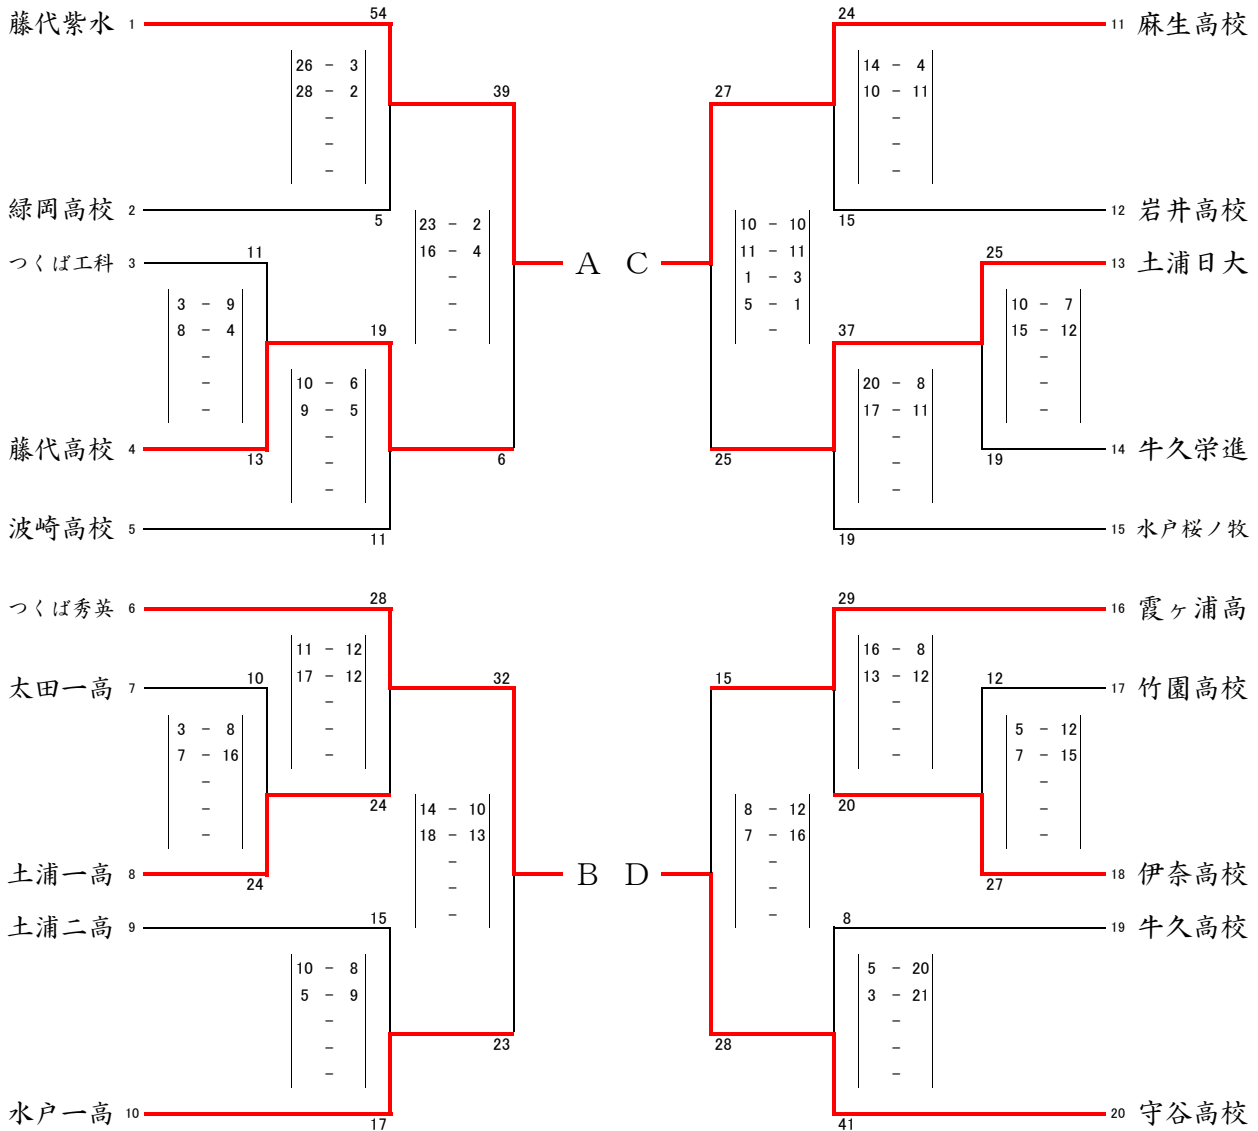 54
藤代紫水 1
26 - 3
28 - 2
-
-
-
39
緑岡高校 2
5
23 - 2
16 - 4
-
-
-
つくば工科 3
11
3 - 9
8 - 4
-
-
-
19
藤代高校 4
13
10 - 6
9 - 5
-
-
-
6
波崎高校 5
11
A
つくば秀英 6
28
11 - 12
17 - 12
-
-
-
32
太田一高 7
10
3 - 8
7 - 16
-
-
-
24
土浦一高 8
24
14 - 10
18 - 13
-
-
-
B
土浦二高 9
15
10 - 8
5 - 9
-
-
-
23
水戸一高 10
17
24
11 麻生高校
27
14 - 4
10 - 11
-
-
-
15
12 岩井高校
C
10 - 10
11 - 11
1 - 3
5 - 1
-
25
13 土浦日大
37
10 - 7
15 - 12
-
-
-
20 - 8
17 - 11
-
-
-
25
19
14 牛久栄進
19
15 水戸桜ノ牧
29
16 霞ヶ浦高
15
16 - 8
13 - 12
-
-
-
12
17 竹園高校
5 - 12
7 - 15
-
-
-
20
27
18 伊奈高校
D
8 - 12
7 - 16
-
-
-
8
19 牛久高校
5 - 20
3 - 21
-
-
-
28
41
20 守谷高校